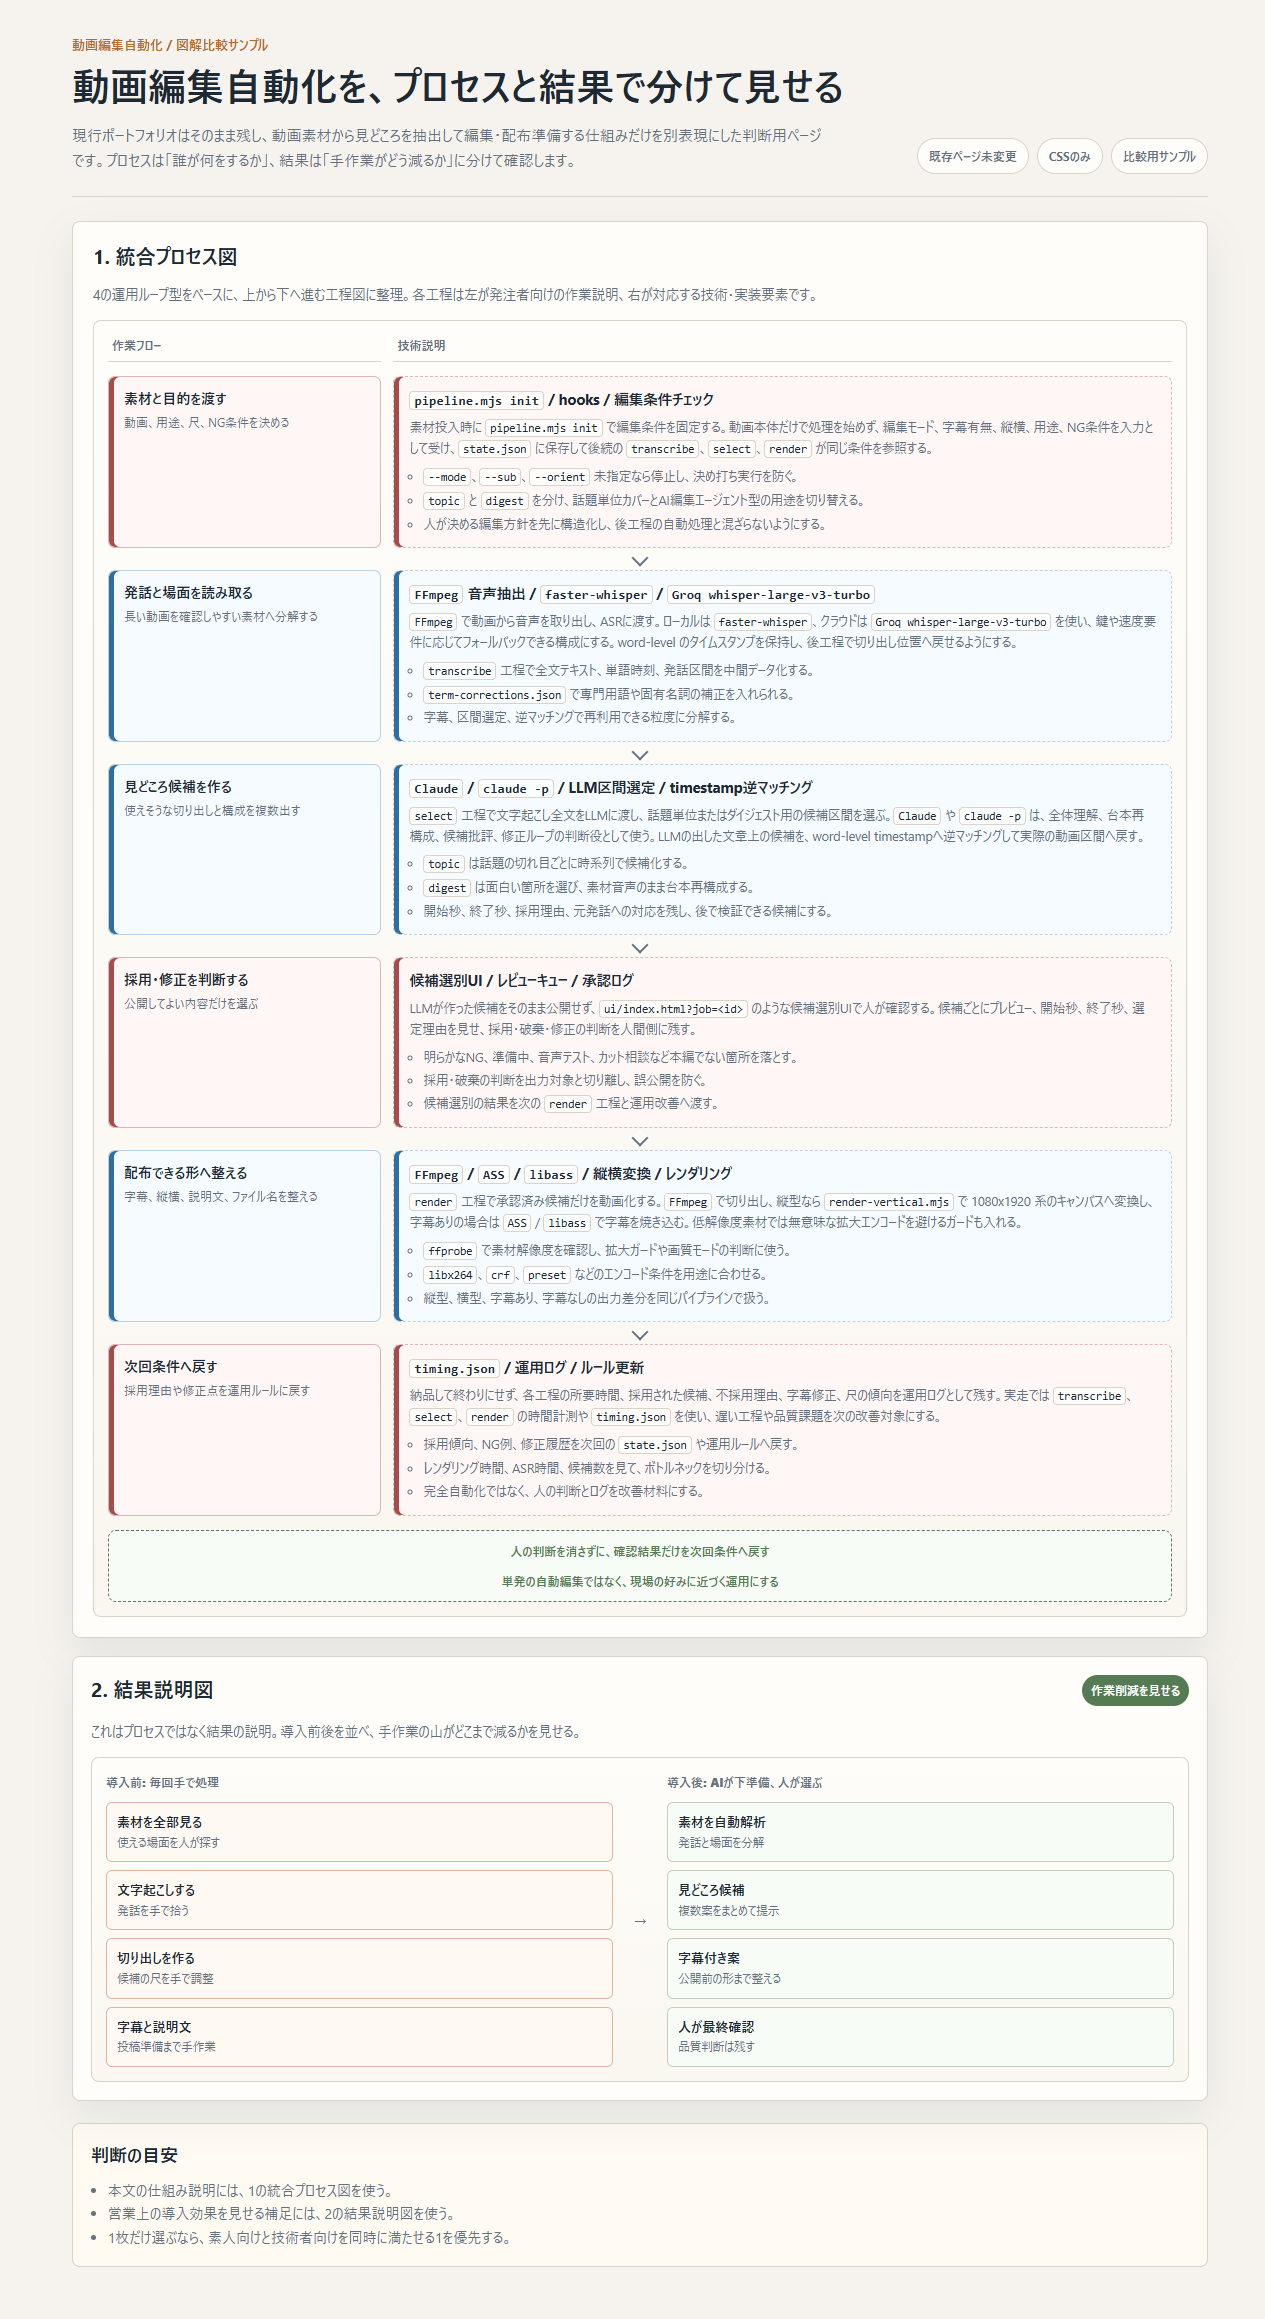 動画編集自動化 / 図解比較サンプル
動画編集自動化を、プロセスと結果で分けて見せる
現行ポートフォリオはそのまま残し、動画素材から見どころを抽出して編集・配布準備する仕組みだけを別表現にした判断用ページ
です。プロセスは「誰が何をするか」、結果は「手作業がどう減るか」に分けて確認します。
既存ページ未変更
CSSのみ
比較用サンプル
1. 統合プロセス図
4の運用ループ型をベースに、上から下へ進む工程図に整理。各工程は左が発注者向けの作業説明、右が対応する技術・実装要素です。
作業フロー
技術説明
素材と目的を渡す
動画、用途、尺、NG条件を決める
pipeline.mjs init / hooks / 編集条件チェック
素材投入時に pipeline.mjs init で編集条件を固定する。動画本体だけで処理を始めず、編集モード、字幕有無、縦横、用途、NG条件を入力と
して受け、state.json に保存して後続の transcribe、select、render が同じ条件を参照する。
--mode、--sub、--orient 未指定なら停止し、決め打ち実行を防ぐ。
topic と digest を分け、話題単位カバーとAI編集エージェント型の用途を切り替える。
人が決める編集方針を先に構造化し、後工程の自動処理と混ざらないようにする。
発話と場面を読み取る
長い動画を確認しやすい素材へ分解する
FFmpeg 音声抽出 / faster-whisper / Groq whisper-large-v3-turbo
FFmpeg で動画から音声を取り出し、ASRに渡す。ローカルは faster-whisper、クラウドは Groq whisper-large-v3-turbo を使い、鍵や速度要
件に応じてフォールバックできる構成にする。word-level のタイムスタンプを保持し、後工程で切り出し位置へ戻せるようにする。
transcribe 工程で全文テキスト、単語時刻、発話区間を中間データ化する。
term-corrections.json で専門用語や固有名詞の補正を入れられる。
字幕、区間選定、逆マッチングで再利用できる粒度に分解する。
見どころ候補を作る
使えそうな切り出しと構成を複数出す
Claude / claude -p / LLM区間選定 / timestamp逆マッチング
select 工程で文字起こし全文をLLMに渡し、話題単位またはダイジェスト用の候補区間を選ぶ。Claude や claude -p は、全体理解、台本再
構成、候補批評、修正ループの判断役として使う。LLMの出した文章上の候補を、word-level timestampへ逆マッチングして実際の動画区間へ戻す。
topic は話題の切れ目ごとに時系列で候補化する。
digest は面白い箇所を選び、素材音声のまま台本再構成する。
開始秒、終了秒、採用理由、元発話への対応を残し、後で検証できる候補にする。
採用・修正を判断する
公開してよい内容だけを選ぶ
候補選別UI / レビューキュー / 承認ログ
LLMが作った候補をそのまま公開せず、ui/index.html?job=<id> のような候補選別UIで人が確認する。候補ごとにプレビュー、開始秒、終了秒、選
定理由を見せ、採用・破棄・修正の判断を人間側に残す。
明らかなNG、準備中、音声テスト、カット相談など本編でない箇所を落とす。
採用・破棄の判断を出力対象と切り離し、誤公開を防ぐ。
候補選別の結果を次の render 工程と運用改善へ渡す。
配布できる形へ整える
字幕、縦横、説明文、ファイル名を整える
FFmpeg / ASS / libass / 縦横変換 / レンダリング
render 工程で承認済み候補だけを動画化する。FFmpeg で切り出し、縦型なら render-vertical.mjs で 1080x1920 系のキャンバスへ変換し、
字幕ありの場合は ASS / libass で字幕を焼き込む。低解像度素材では無意味な拡大エンコードを避けるガードも入れる。
ffprobe で素材解像度を確認し、拡大ガードや画質モードの判断に使う。
libx264、crf、preset などのエンコード条件を用途に合わせる。
縦型、横型、字幕あり、字幕なしの出力差分を同じパイプラインで扱う。
次回条件へ戻す
採用理由や修正点を運用ルールに戻す
timing.json / 運用ログ / ルール更新
納品して終わりにせず、各工程の所要時間、採用された候補、不採用理由、字幕修正、尺の傾向を運用ログとして残す。実走では transcribe、
select、render の時間計測や timing.json を使い、遅い工程や品質課題を次の改善対象にする。
採用傾向、NG例、修正履歴を次回の state.json や運用ルールへ戻す。
レンダリング時間、ASR時間、候補数を見て、ボトルネックを切り分ける。
完全自動化ではなく、人の判断とログを改善材料にする。
人の判断を消さずに、確認結果だけを次回条件へ戻す
単発の自動編集ではなく、現場の好みに近づく運用にする
2. 結果説明図
作業削減を見せる
これはプロセスではなく結果の説明。導入前後を並べ、手作業の山がどこまで減るかを見せる。
導入前: 毎回手で処理
素材を全部見る
使える場面を人が探す
文字起こしする
発話を手で拾う
切り出しを作る
候補の尺を手で調整
字幕と説明文
投稿準備まで手作業
→
導入後: AIが下準備、人が選ぶ
素材を自動解析
発話と場面を分解
見どころ候補
複数案をまとめて提示
字幕付き案
公開前の形まで整える
人が最終確認
品質判断は残す
判断の目安
本文の仕組み説明には、1の統合プロセス図を使う。
営業上の導入効果を見せる補足には、2の結果説明図を使う。
1枚だけ選ぶなら、素人向けと技術者向けを同時に満たせる1を優先する。